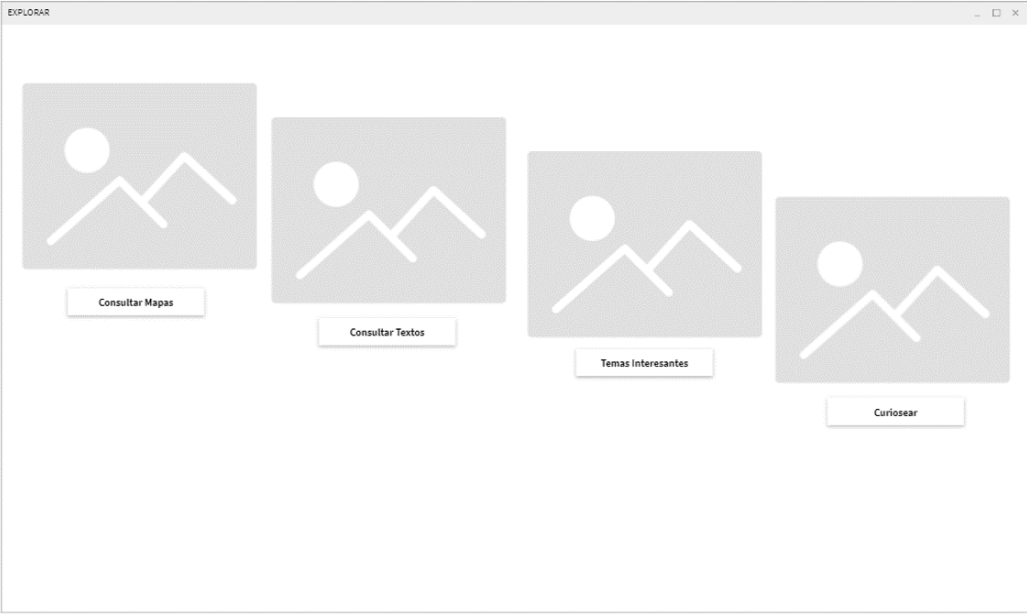 EXPLORAR
Consultar Mapas
Consultar Textos
Temas Interesantes
Curiosear